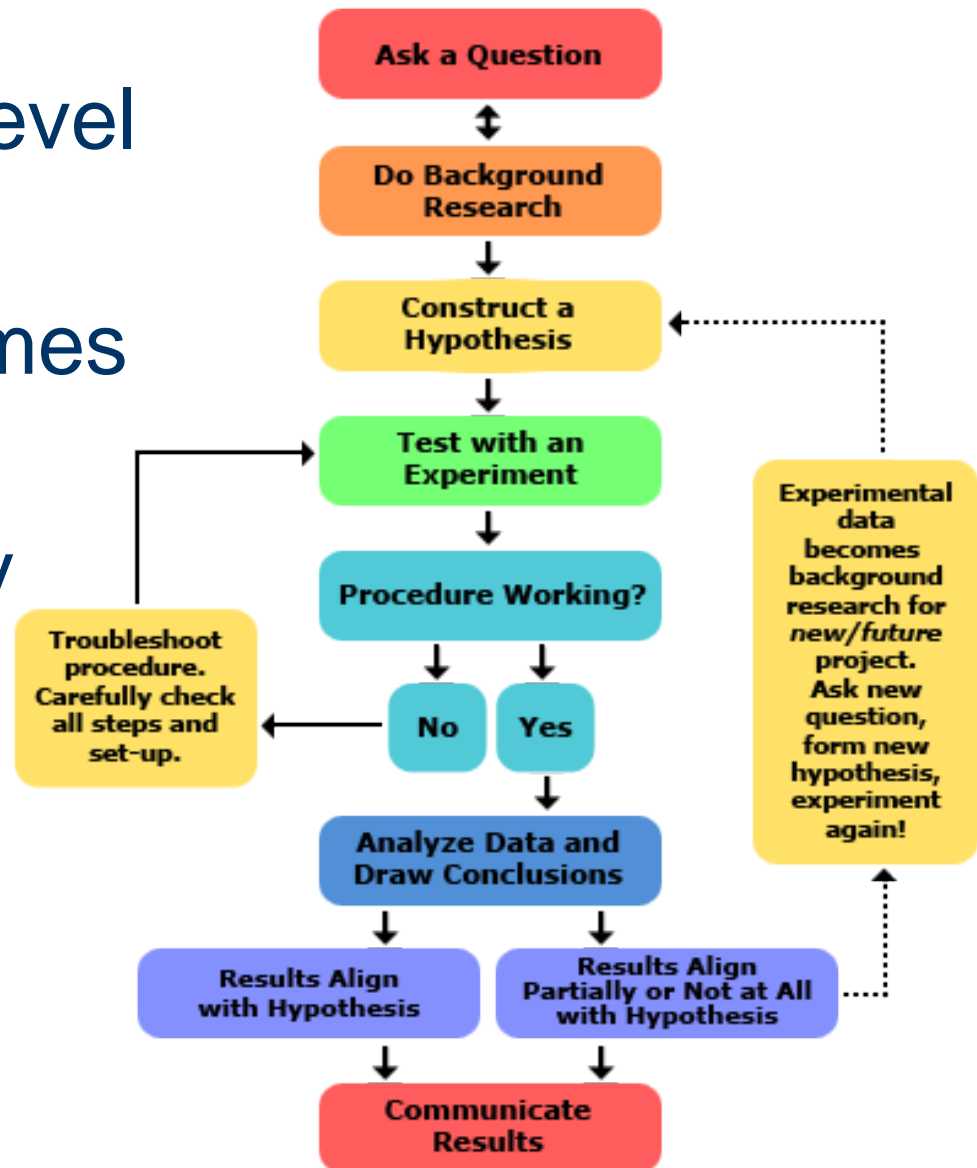 Ask a Question
Do Background
Research
Construct a
Hypothesis
Test with an
Experiment
Procedure Working?
No
Yes
Troubleshoot
procedure.
Carefully check
all steps and
set-up.
Analyze Data and
Draw Conclusions
Results Align
with Hypothesis
Results Align
Partially or Not at All
with Hypothesis
Experimental
data
becomes
background
research for
new/future
project.
Ask new
question,
form new
hypothesis,
experiment
again!
Communicate
Results